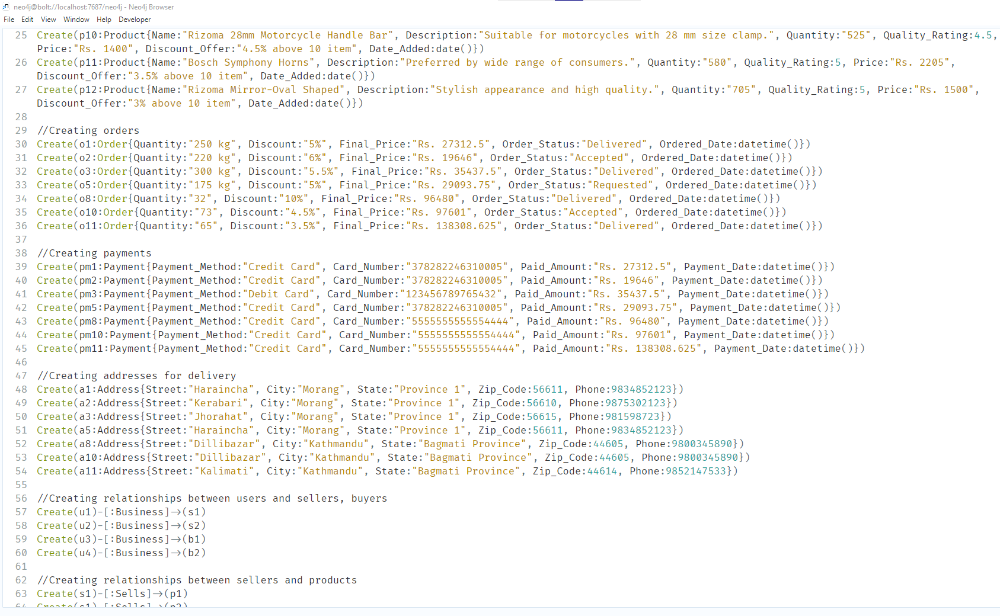 neo4j@bolt://localhost:7687/neo4j - Neo4j Browser
File Edit View Window Help Developer
25 Create(p10:Product{Name:"Rizoma 28mm Motorcycle Handle Bar", Description:"Suitable for motorcycles with 28 mm size clamp.", Quantity:"525", Quality_Rating:4.5,
Price:"Rs. 1400", Discount_Offer:"4.5% above 10 item", Date_Added:date()})
26 Create(p11:Product{Name:"Bosch Symphony Horns", Description:"Preferred by wide range of consumers.", Quantity:"580", Quality_Rating:5, Price:"Rs. 2205",
Discount_Offer:"3.5% above 10 item", Date_Added:date()})
27 Create(p12:Product{Name:"Rizoma Mirror-Oval Shaped", Description:"Stylish appearance and high quality.", Quantity:"705", Quality_Rating:5, Price:"Rs. 1500",
Discount_Offer:"3% above 10 item", Date_Added:date()})
28
29 //Creating orders
30 Create(o1:Order{Quantity:"250 kg", Discount:"5%", Final_Price:"Rs. 27312.5", Order_Status:"Delivered", Ordered_Date:datetime()})
31 Create(o2:Order{Quantity:"220 kg", Discount:"6%", Final_Price:"Rs. 19646", Order_Status:"Accepted", Ordered_Date:datetime()})
32 Create(o3:Order{Quantity:"300 kg", Discount:"5.5%", Final_Price:"Rs. 35437.5", Order_Status:"Delivered", Ordered_Date:datetime()})
33 Create(o5:Order{Quantity:"175 kg", Discount:"5%", Final_Price:"Rs. 29093.75", Order_Status:"Requested", Ordered_Date:datetime()})
34 Create(o8:Order{Quantity:"32", Discount:"10%", Final_Price:"Rs. 96480", Order_Status:"Delivered", Ordered_Date:datetime()})
35 Create(o10:Order{Quantity:"73", Discount:"4.5%", Final_Price:"Rs. 97601", Order_Status:"Accepted", Ordered_Date:datetime()})
36 Create(o11:Order{Quantity:"65", Discount:"3.5%", Final_Price:"Rs. 138308.625", Order_Status:"Delivered", Ordered_Date:datetime()})
37
38 //Creating payments
39 Create(pm1:Payment{Payment_Method:"Credit Card", Card_Number:"378282246310005", Paid_Amount:"Rs. 27312.5", Payment_Date:datetime()})
40 Create(pm2:Payment{Payment_Method:"Credit Card", Card_Number:"378282246310005", Paid_Amount:"Rs. 19646", Payment_Date:datetime()})
41 Create(pm3:Payment{Payment_Method:"Debit Card", Card_Number:"123456789765432", Paid_Amount:"Rs. 35437.5", Payment_Date:datetime()})
42 Create(pm5:Payment{Payment_Method:"Credit Card", Card_Number:"378282246310005", Paid_Amount:"Rs. 29093.75", Payment_Date:datetime()})
43 Create(pm8:Payment{Payment_Method:"Credit Card", Card_Number:"5555555555554444", Paid_Amount:"Rs. 96480", Payment_Date:datetime()})
44 Create(pm10:Payment{Payment_Method:"Credit Card", Card_Number:"5555555555554444", Paid_Amount:"Rs. 97601", Payment_Date:datetime()})
45 Create(pm11:Payment{Payment_Method:"Credit Card", Card_Number:"5555555555554444", Paid_Amount:"Rs. 138308.625", Payment_Date:datetime()})
46
47 //Creating addresses for delivery
48 Create(a1:Address{Street:"Haraincha", City:"Morang", State:"Province 1", Zip_Code:56611, Phone:9834852123})
49 Create(a2:Address{Street:"Kerabari", City:"Morang", State:"Province 1", Zip_Code:56610, Phone:9875302123})
50 Create(a3:Address{Street:"Jhorahat", City:"Morang", State:"Province 1", Zip_Code:56615, Phone:981598723})
51 Create(a5:Address{Street:"Haraincha", City:"Morang", State:"Province 1", Zip_Code:56611, Phone:9834852123})
52 Create(a8:Address{Street:"Dillibazar", City:"Kathmandu", State:"Bagmati Province", Zip_Code:44605, Phone:9800345890})
53 Create(a10:Address{Street:"Dillibazar", City:"Kathmandu", State:"Bagmati Province", Zip_Code:44605, Phone:9800345890})
54 Create(a11:Address{Street:"Kalimati", City:"Kathmandu", State:"Bagmati Province", Zip_Code:44614, Phone:9852147533})
55
56 //Creating relationships between users and sellers, buyers
57 Create(u1)-[:Business]->(s1)
58 Create(u2)-[:Business]->(s2)
59 Create(u3)-[:Business]->(b1)
60 Create(u4)-[:Business]->(b2)
61
62 //Creating relationships between sellers and products
63 Create(s1)-[:Sells]->(p1)
64 Create(s1)-[:Sells]->(p2)